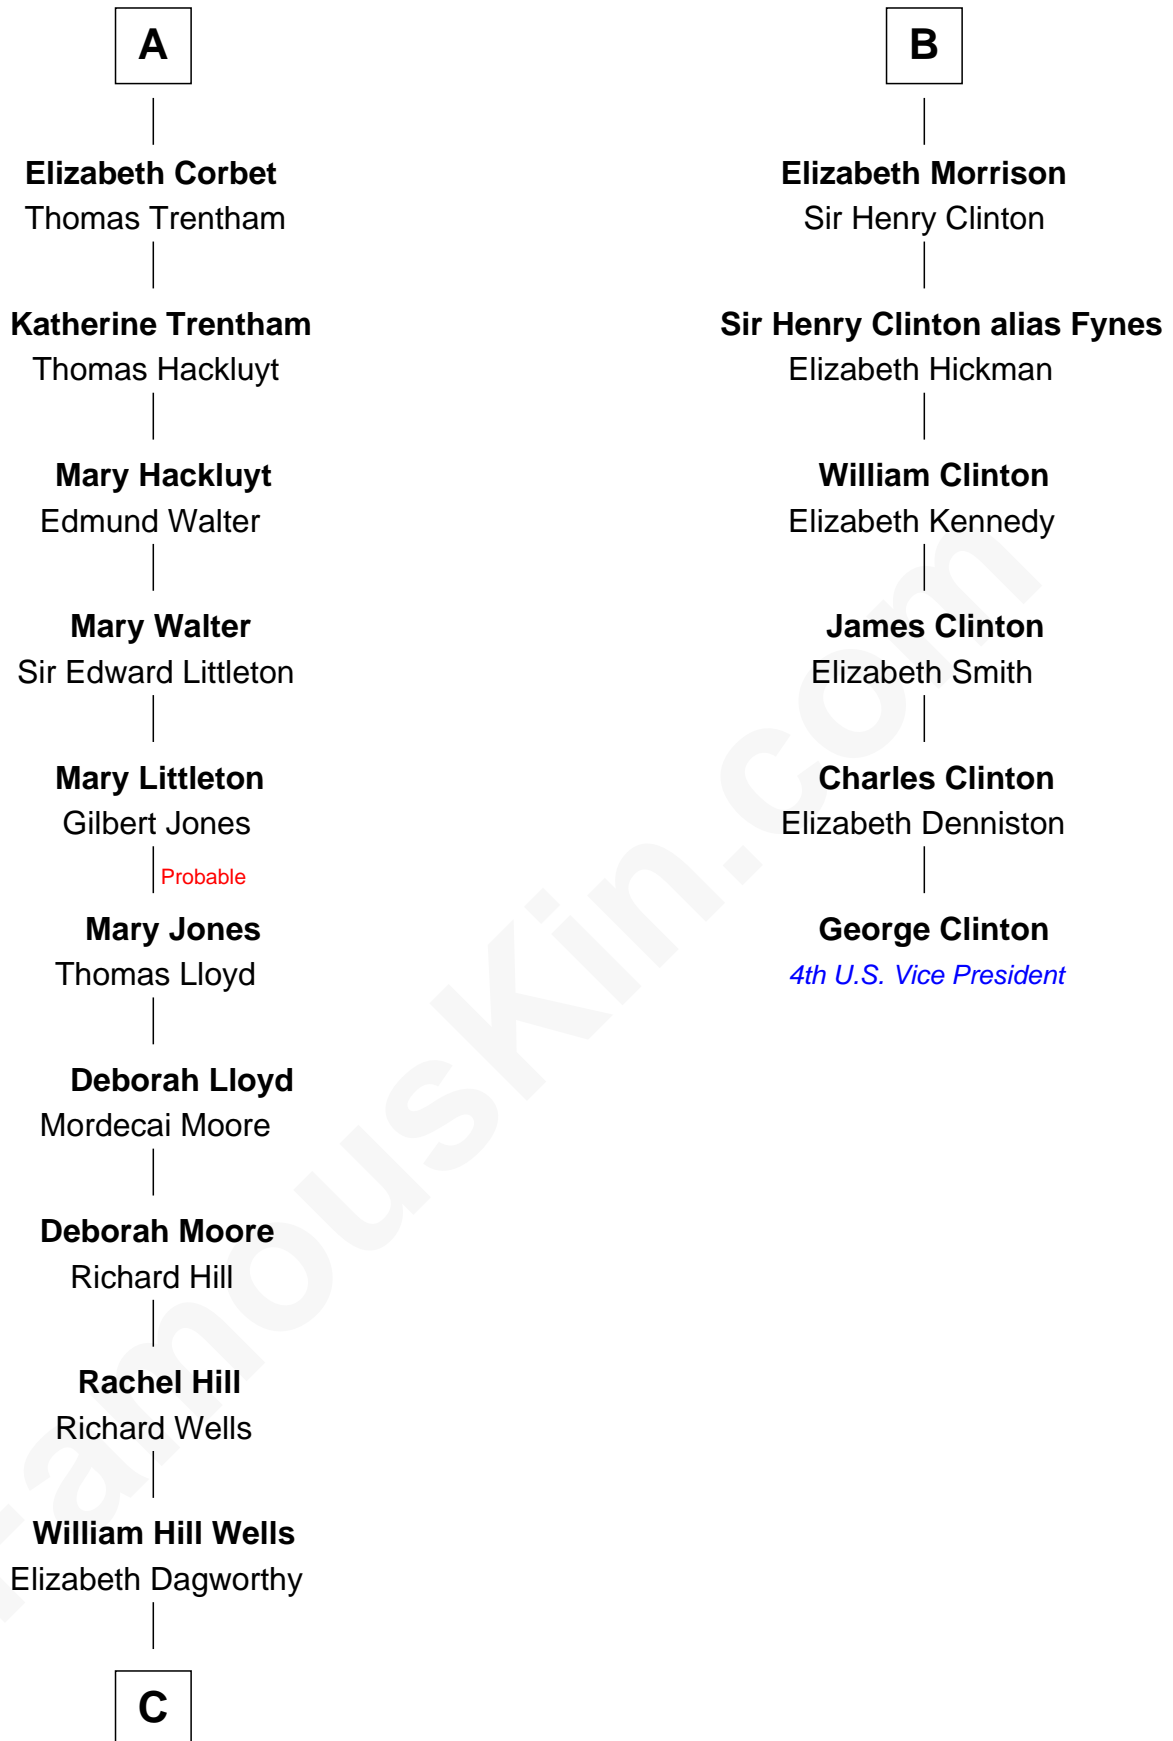 A
Elizabeth Corbet
Thomas Trentham
Katherine Trentham
Thomas Hackluyt
Mary Hackluyt
Edmund Walter
Mary Walter
Sir Edward Littleton
Mary Littleton
Gilbert Jones
Probable
Mary Jones
Thomas Lloyd
Deborah Lloyd
Mordecai Moore
Deborah Moore
Richard Hill
Rachel Hill
Richard Wells
William Hill Wells
Elizabeth Dagworthy
C
B
Elizabeth Morrison
Sir Henry Clinton
Sir Henry Clinton alias Fynes
Elizabeth Hickman
William Clinton
Elizabeth Kennedy
James Clinton
Elizabeth Smith
Charles Clinton
Elizabeth Denniston
George Clinton
4th U.S. Vice President
FamousKin.com